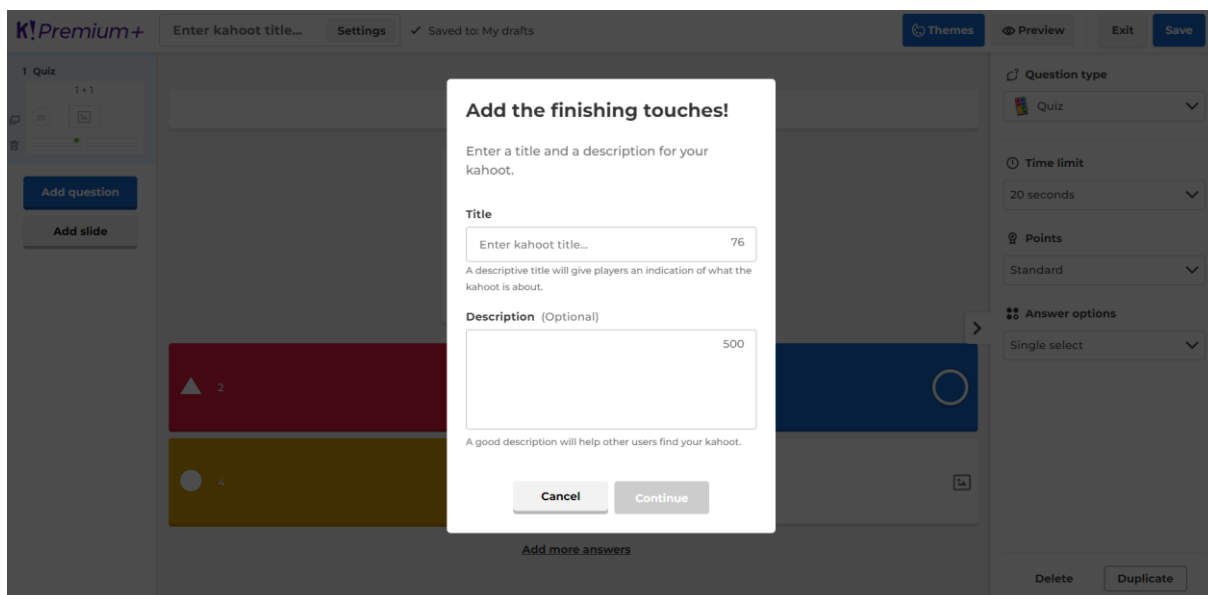 K! Premium+
Enter kahoot title...
Settings
Saved to: My drafts
Themes
Preview
Exit
Save
1 Quiz
1 + 1
Add question
Add slide
Add the finishing touches!
Enter a title and a description for your
kahoot.
Title
Enter kahoot title...
76
A descriptive title will give players an indication of what the
kahoot is about.
Description (Optional)
500
A good description will help other users find your kahoot.
Cancel
Continue
2
4
Add more answers
Question type
Quiz
Time limit
20 seconds
Points
Standard
Answer options
Single select
Delete
Duplicate